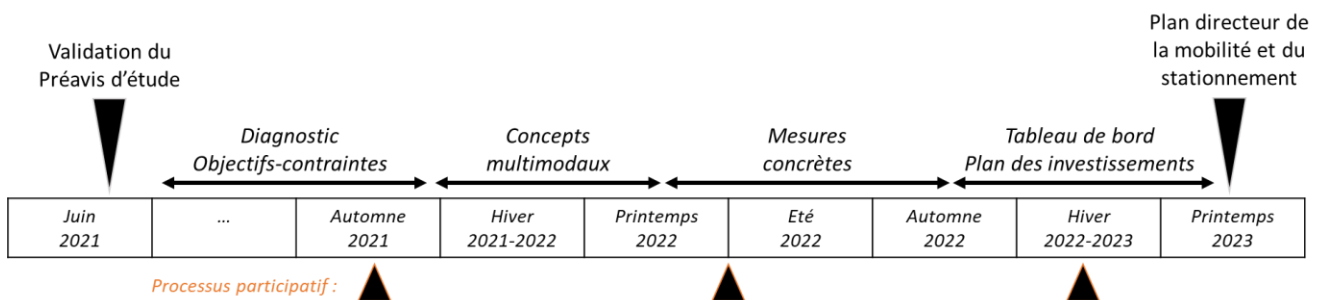 Validation du
Préavis d'étude
Plan directeur de
la mobilité et du
stationnement
Diagnostic
Objectifs-contraintes
Concepts
multimodaux
Mesures
concrètes
Tableau de bord
Plan des investissements
Juin
2021
...
Automne
2021
Hiver
2021-2022
Printemps
2022
Eté
2022
Automne
2022
Hiver
2022-2023
Printemps
2023
Processus participatif :